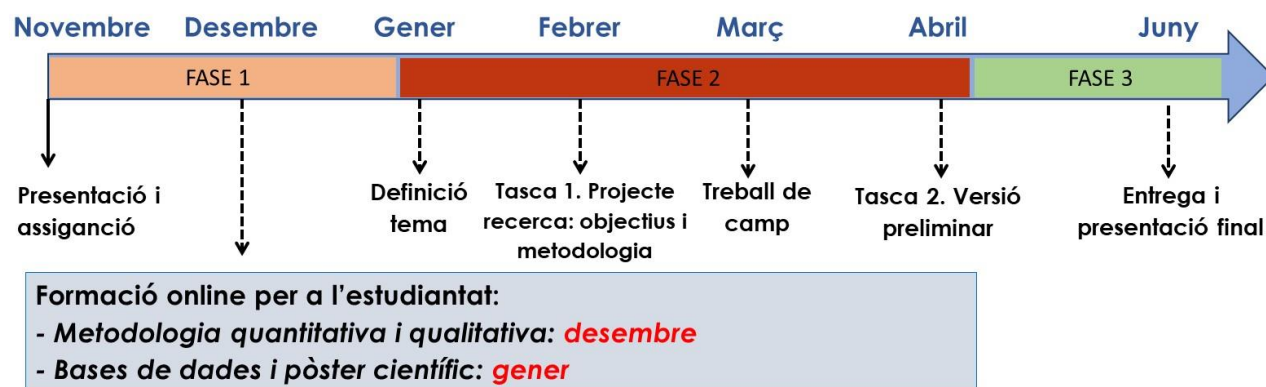 Novembre Desembre Gener Febrer Març Abril Juny
FASE 1 FASE 2 FASE 3
Presentació i
assigancró
Definició
tema
Tasca 1. Projecte
recerca: objectius i
metodologia
Treball de
camp
Tasca 2. Versió
preliminar
Entrega i
presentació final
Formació online per a l'estudiantat:
- Metodologia quantitativa i qualitativa: desembre
- Bases de dades i pòster científic: gener